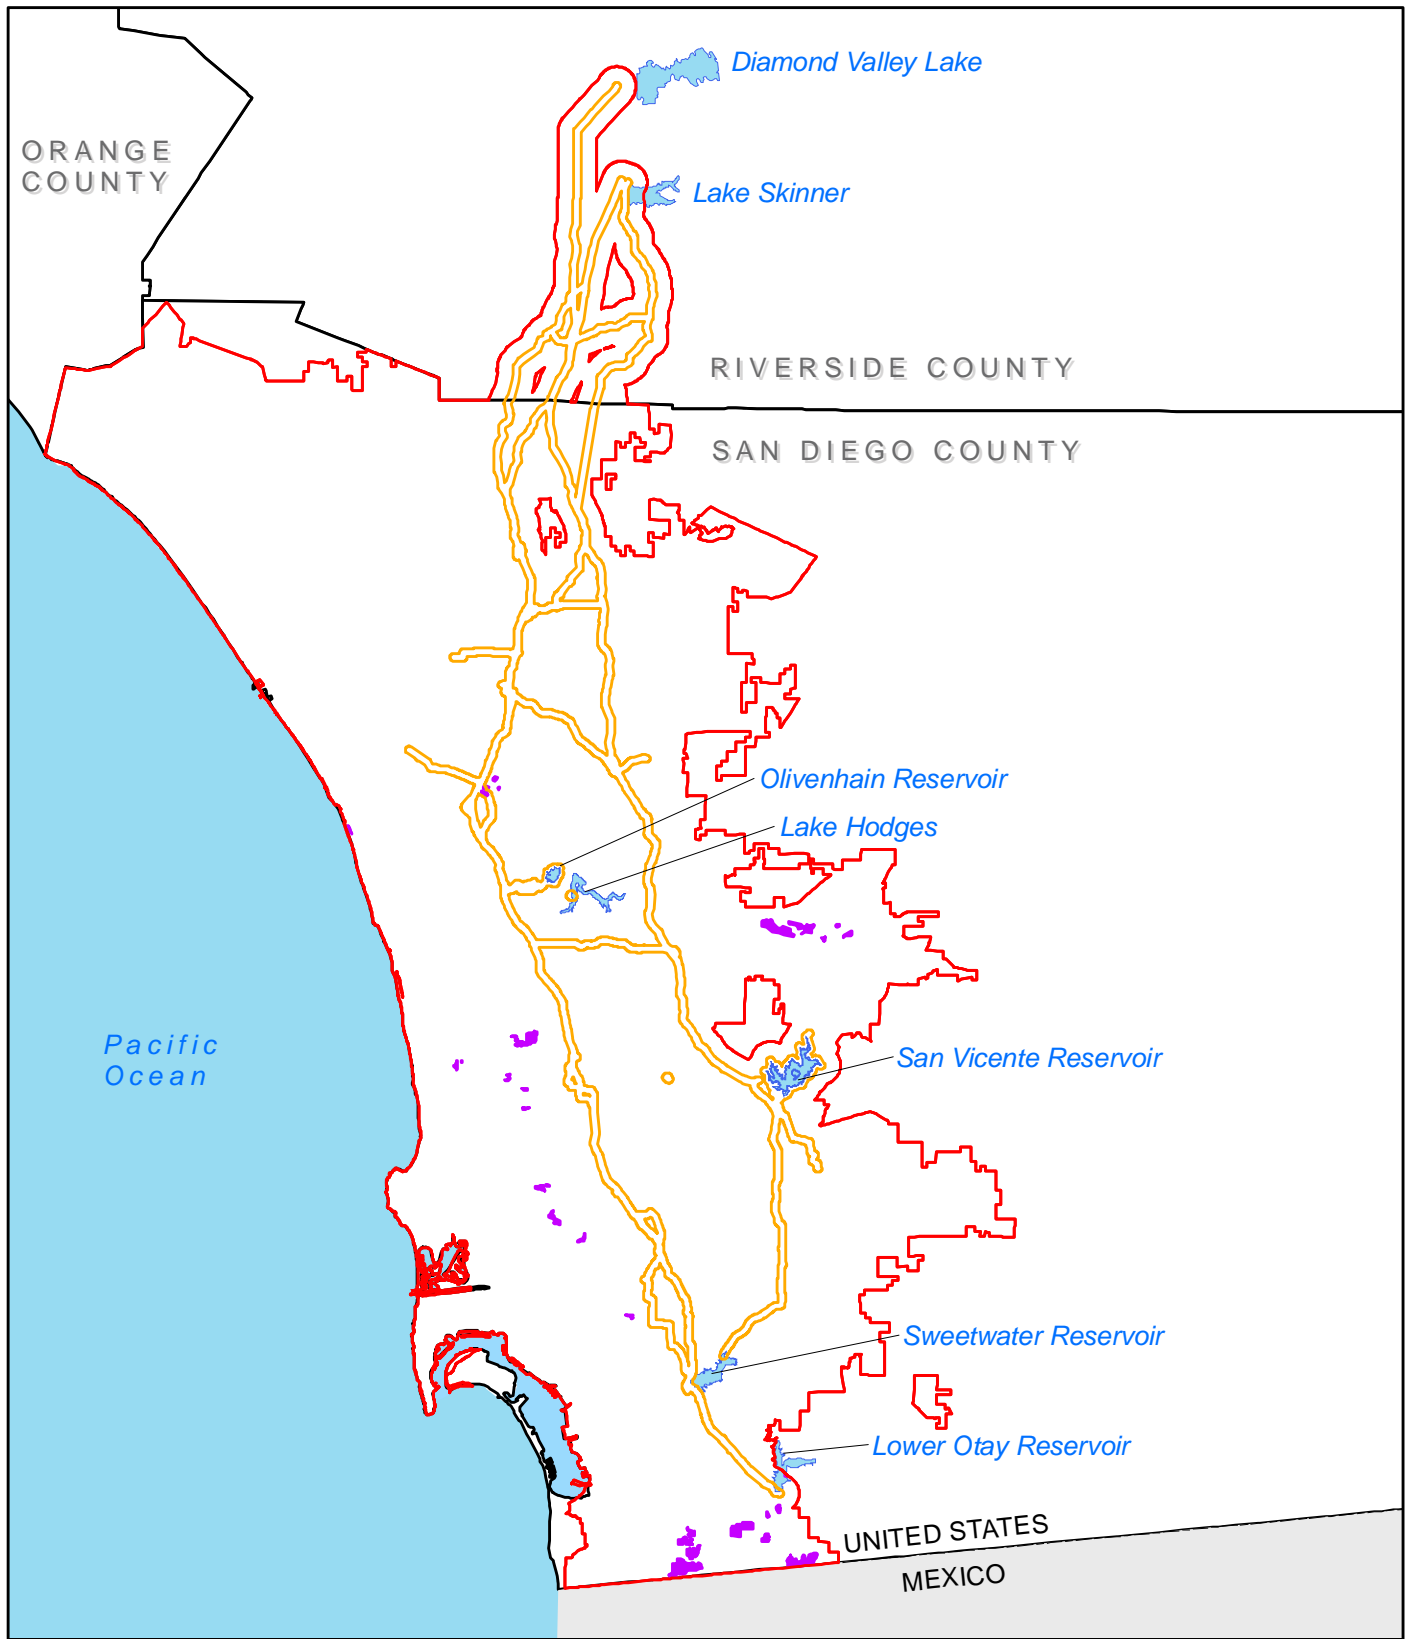 Diamond Valley Lake
ORANGE
COUNTY
Lake Skinner
RIVERSIDE COUNTY
SAN DIEGO COUNTY
Olivenhain Reservoir
Lake Hodges
Pacific
Ocean
San Vicente Reservoir
Sweetwater Reservoir
Lower Otay Reservoir
UNITED STATES
MEXICO